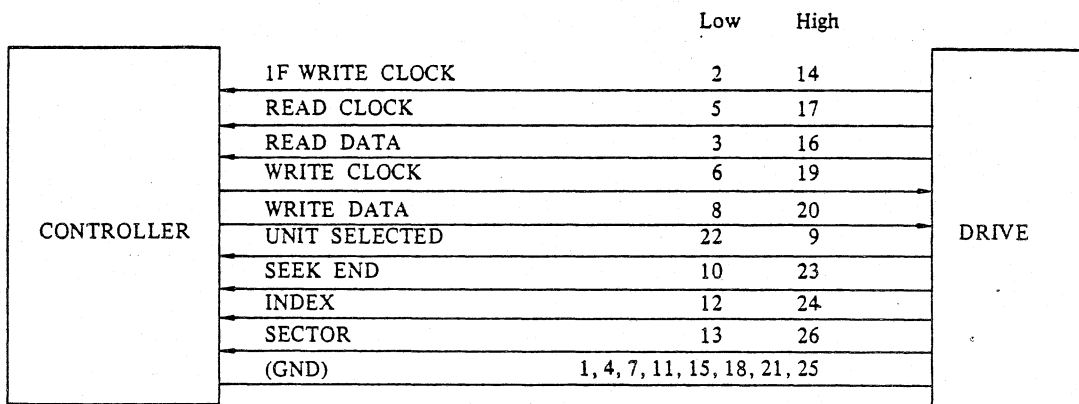 Low High
1F WRITE CLOCK 2 14
READ CLOCK 5 17
READ DATA 3 16
WRITE CLOCK 6 19
WRITE DATA 8 20
CONTROLLER UNIT SELECTED 22 9 DRIVE
SEEK END 10 23
INDEX 12 24
SECTOR 13 26
(GND) 1, 4, 7, 11, 15, 18, 21, 25